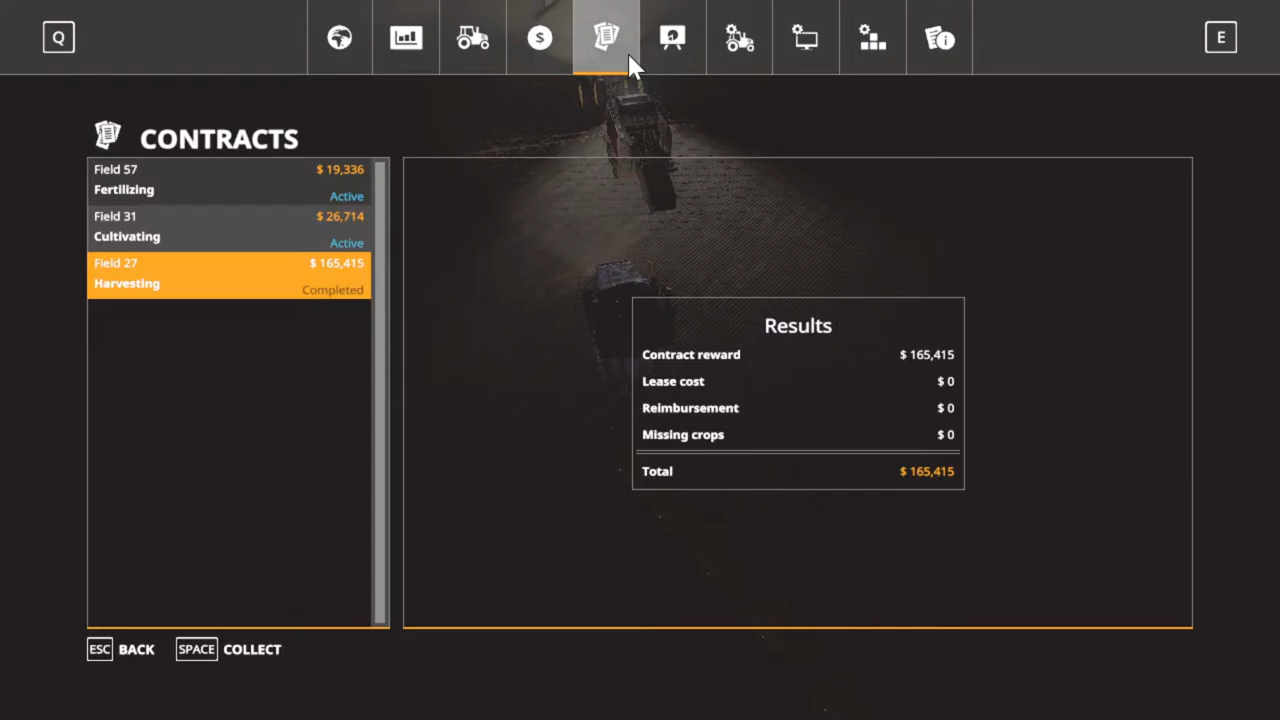 Q
$
E
CONTRACTS
Field 57 $ 19,336
Fertilizing Active
Field 31 $ 26,714
Cultivating Active
Field 27 $ 165,415
Harvesting Completed
Results
Contract reward $ 165,415
Lease cost $ 0
Reimbursement $ 0
Missing crops $ 0
Total $ 165,415
ESC BACK SPACE COLLECT